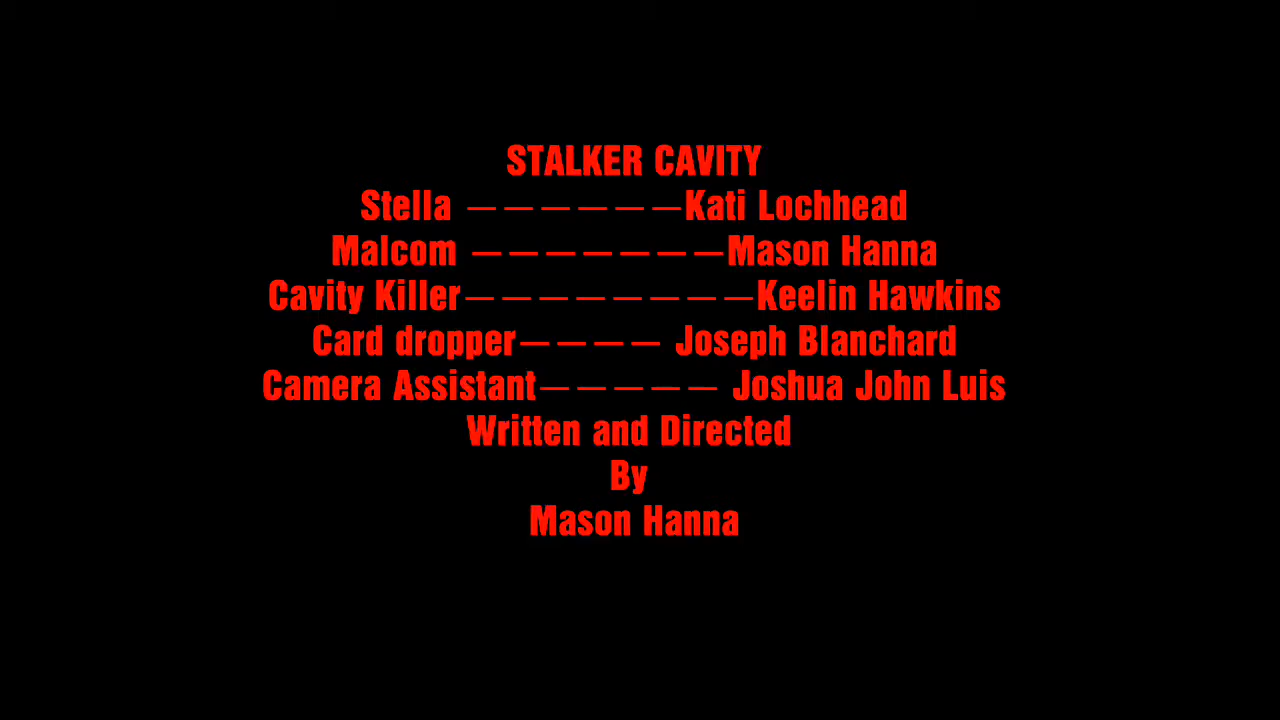 STALKER CAVITY
Stella ——————Kati Lochhead
Malcom ———————Mason Hanna
Cavity Killer————————Keelin Hawkins
Card dropper———— Joseph Blanchard
Camera Assistant————— Joshua John Luis
Written and Directed
By
Mason Hanna